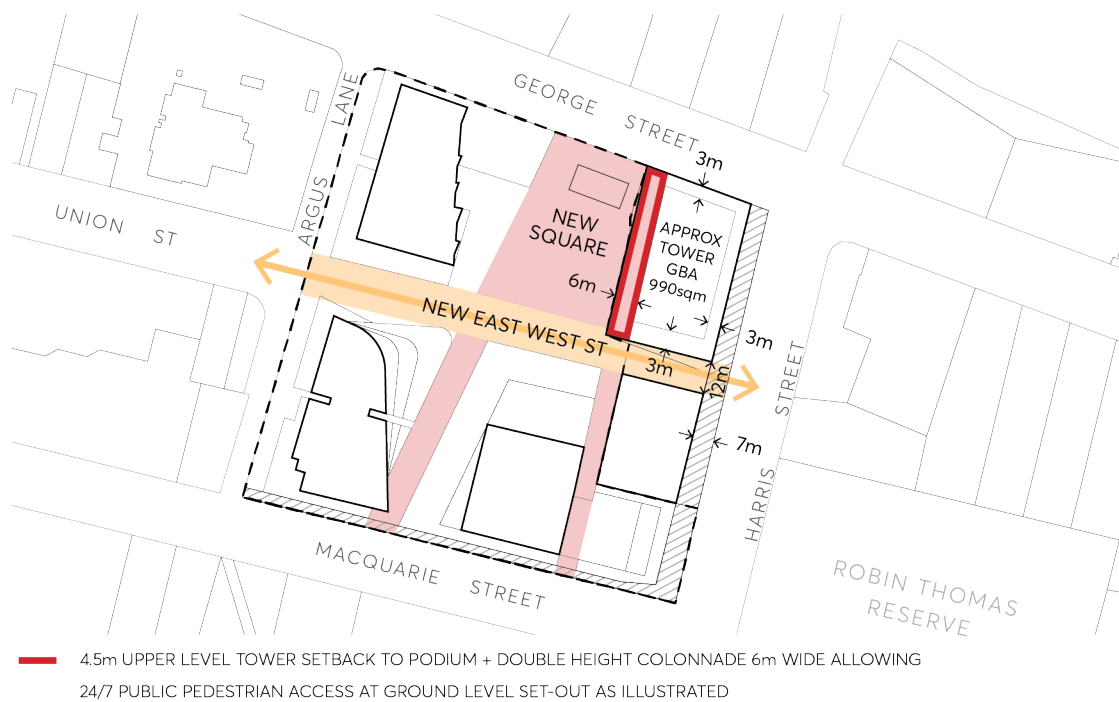 GEORGE STREET
3m
ARGUS LANE
UNION ST
NEW
SQUARE
APPROX
TOWER
GBA
990sqm
6m
NEW EAST WEST ST
3m
3m
12m
7m
HARRIS STREET
MACQUARIE STREET
ROBIN THOMAS
RESERVE
4.5m UPPER LEVEL TOWER SETBACK TO PODIUM + DOUBLE HEIGHT COLONNADE 6m WIDE ALLOWING
24/7 PUBLIC PEDESTRIAN ACCESS AT GROUND LEVEL SET-OUT AS ILLUSTRATED